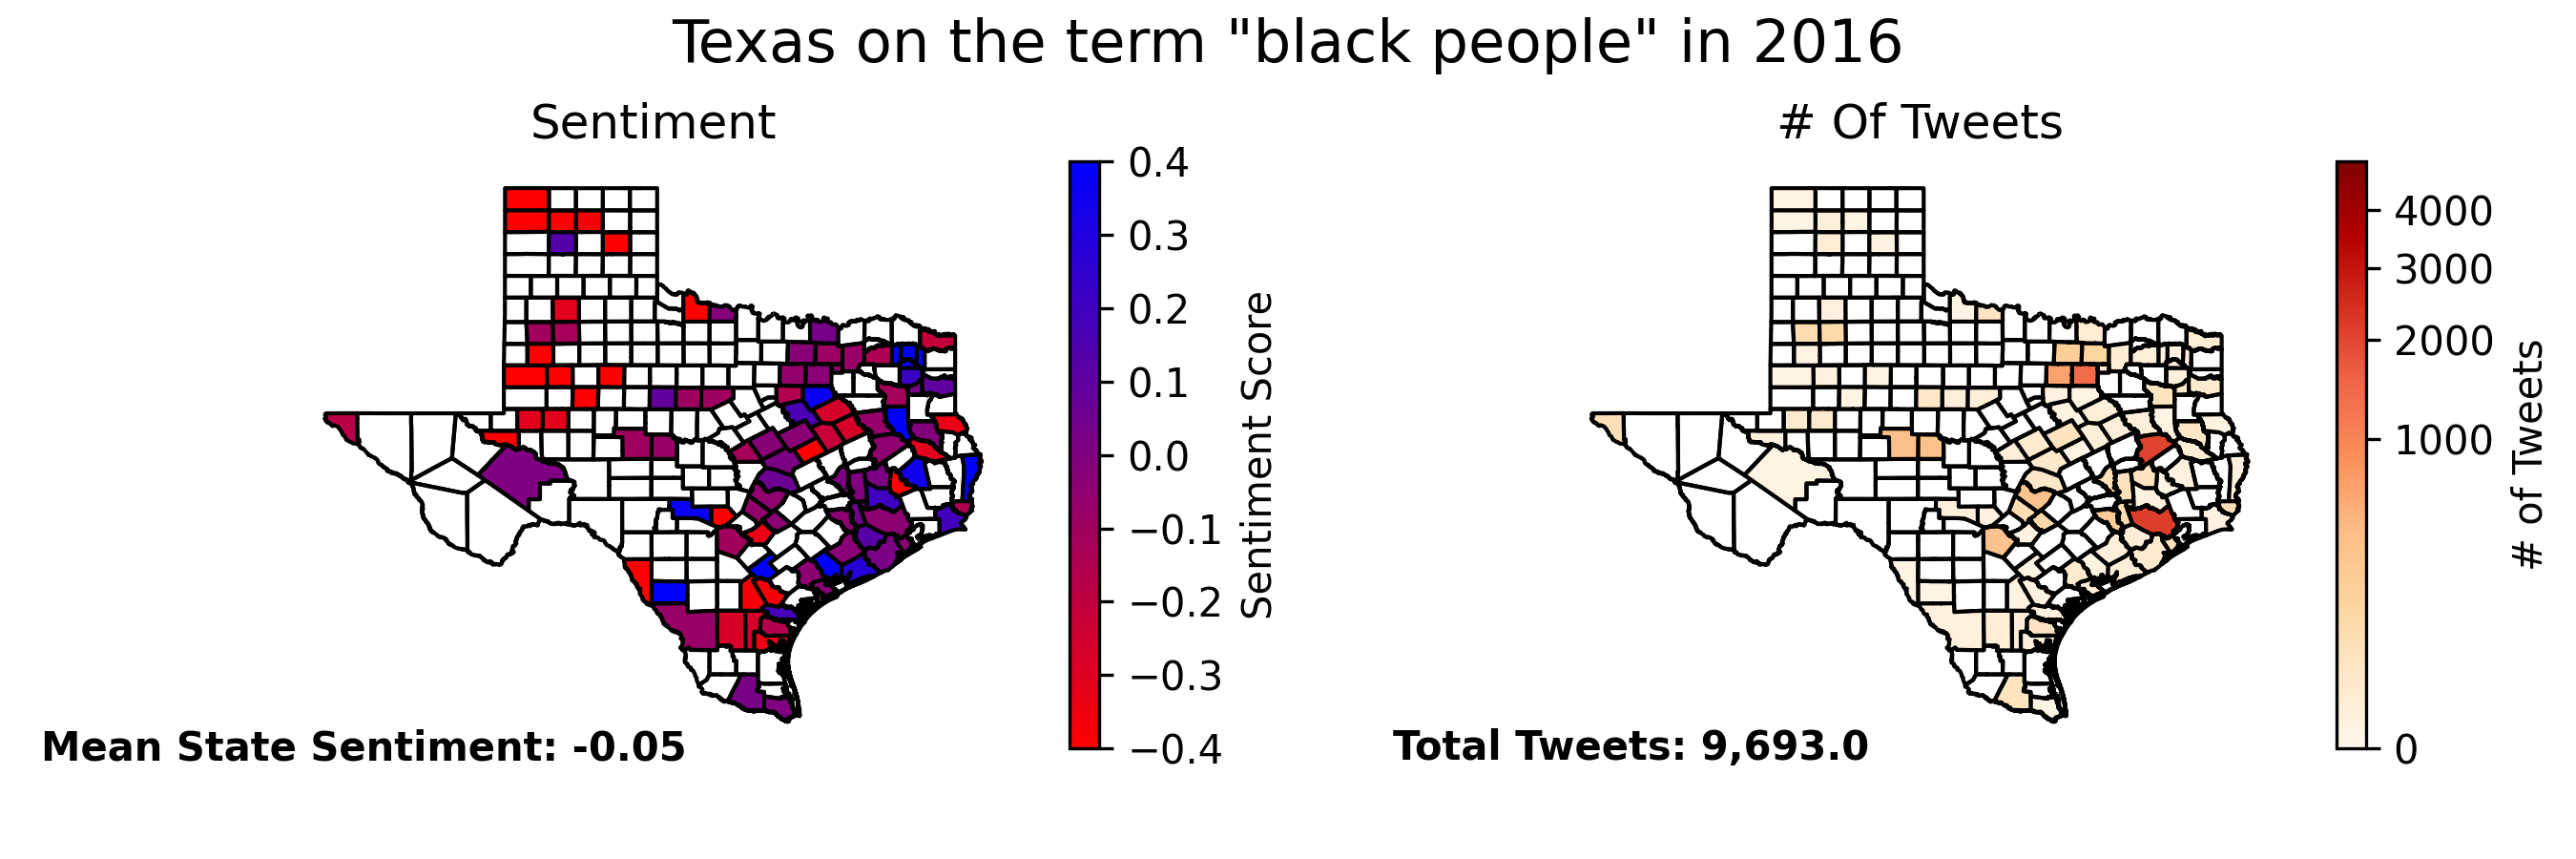 Texas on the term "black people" in 2016
Sentiment
0.4
0.3
0.2
0.1
0.0
−0.1
−0.2
−0.3
−0.4
Sentiment Score
Mean State Sentiment: -0.05
# Of Tweets
4000
3000
2000
1000
0
# of Tweets
Total Tweets: 9,693.0